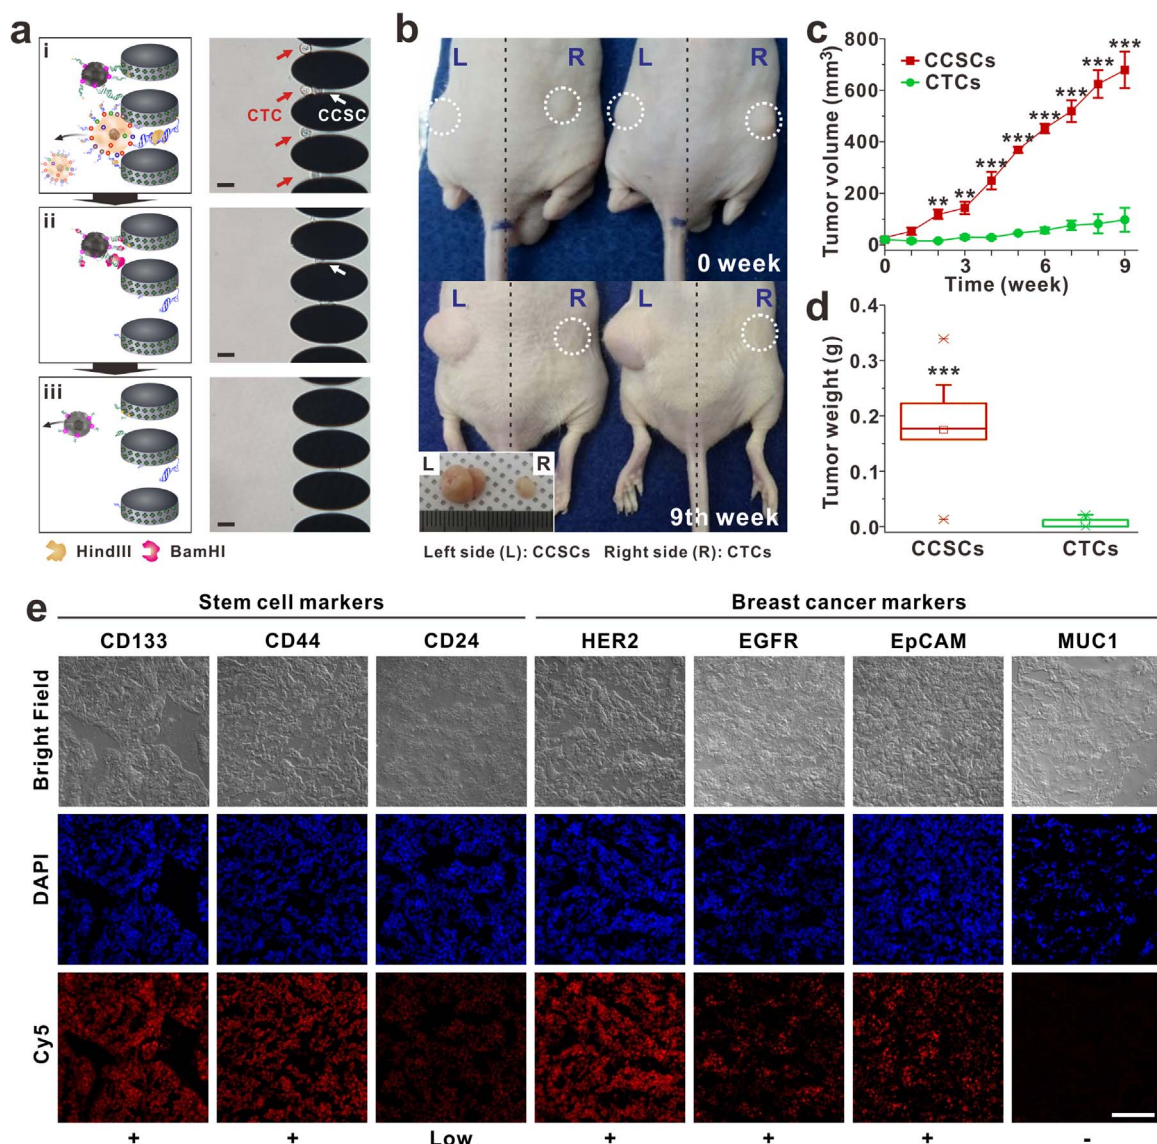 a
i
ii
iii
CTC
CCSC
HindIII
BamHI
b
L
R
L
R
0 week
L
R
L
R
L
R
9th week
Left side (L): CCSCs Right side (R): CTCs
c
Tumor volume (mm3)
800
600
400
200
0
0
3
6
9
Time (week)
CCSCs
CTCs
**
**
***
***
***
***
***
***
d
Tumor weight (g)
0.3
0.2
0.1
0.0
***
CCSCs
CTCs
e
Stem cell markers
Breast cancer markers
CD133
CD44
CD24
HER2
EGFR
EpCAM
MUC1
Bright Field
DAPI
Cy5
+
+
Low
+
+
+
-